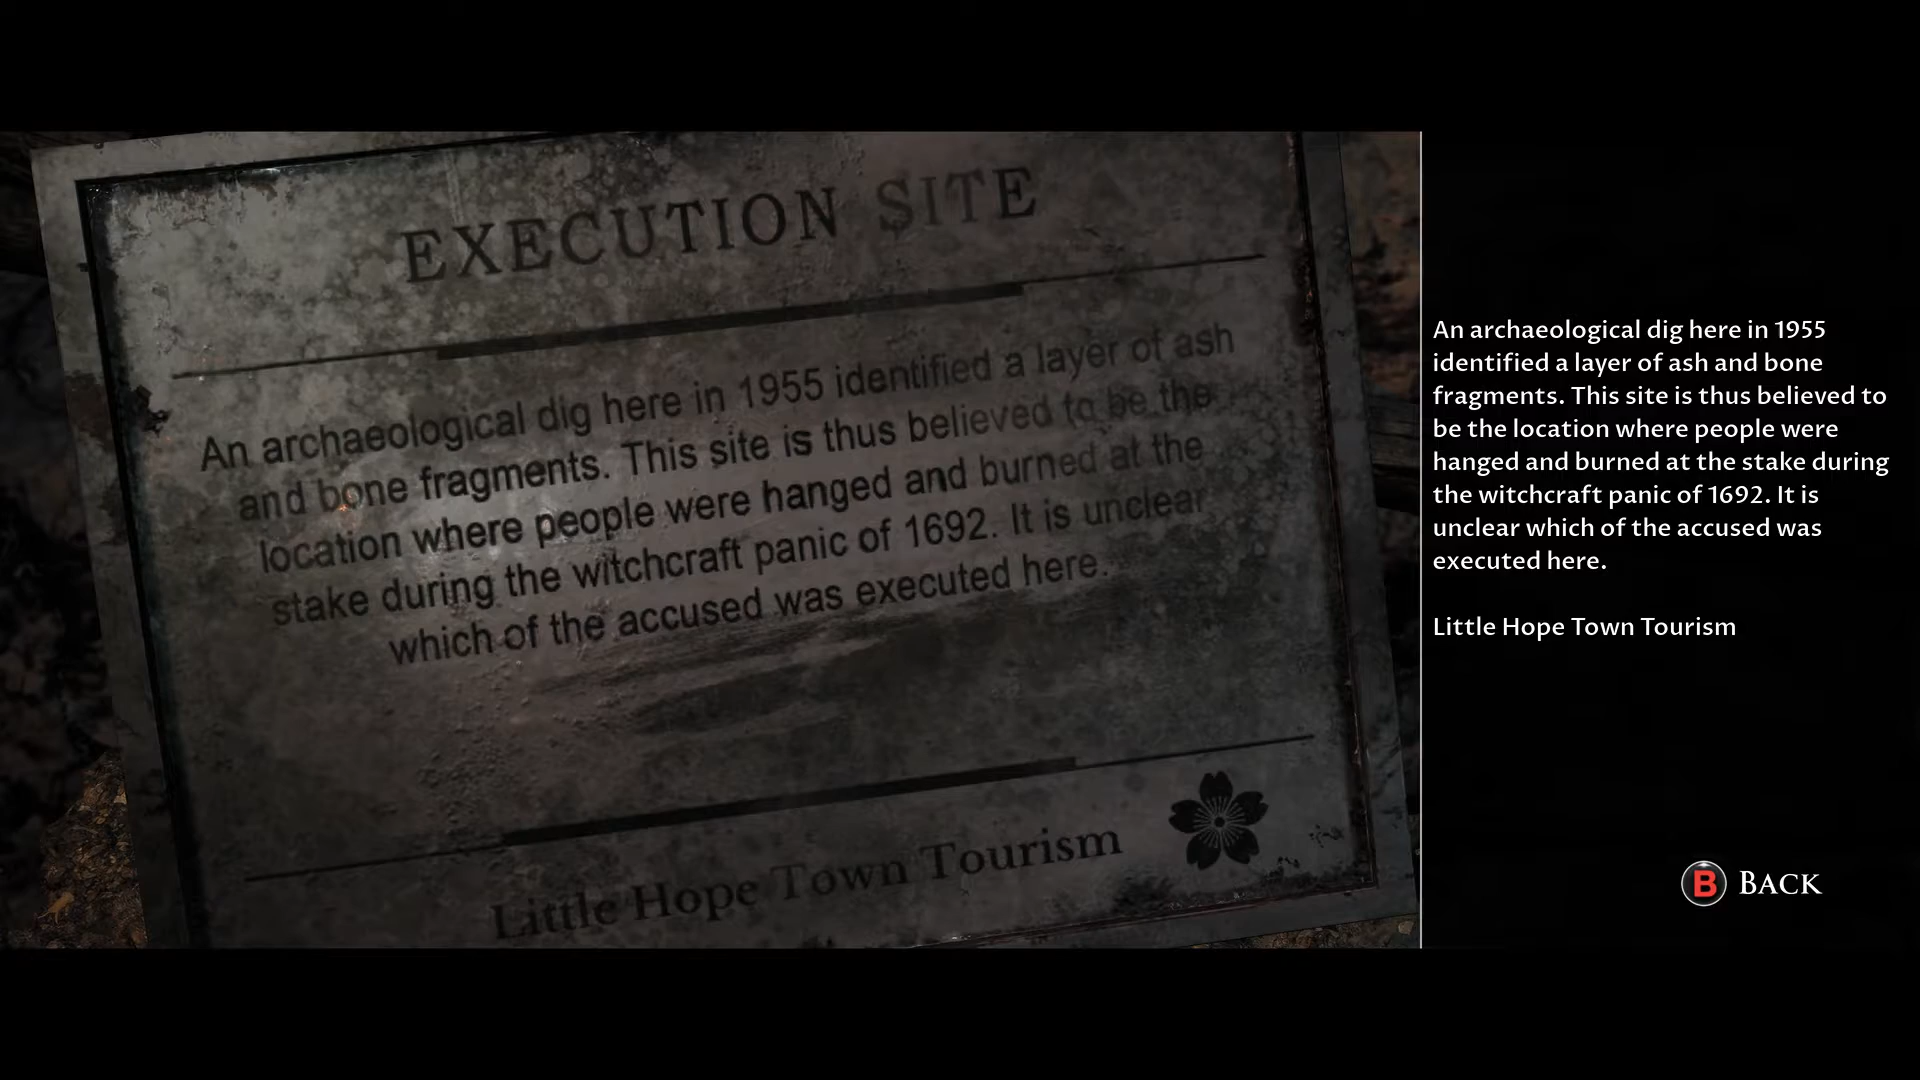 EXECUTION SITE
An archaeological dig here in 1955 identified a layer of ash
and bone fragments. This site is thus believed to be the
location where people were hanged and burned at the
stake during the witchcraft panic of 1692. It is unclear
which of the accused was executed here.
Little Hope Town Tourism
An archaeological dig here in 1955
identified a layer of ash and bone
fragments. This site is thus believed to
be the location where people were
hanged and burned at the stake during
the witchcraft panic of 1692. It is
unclear which of the accused was
executed here.
Little Hope Town Tourism
B BACK